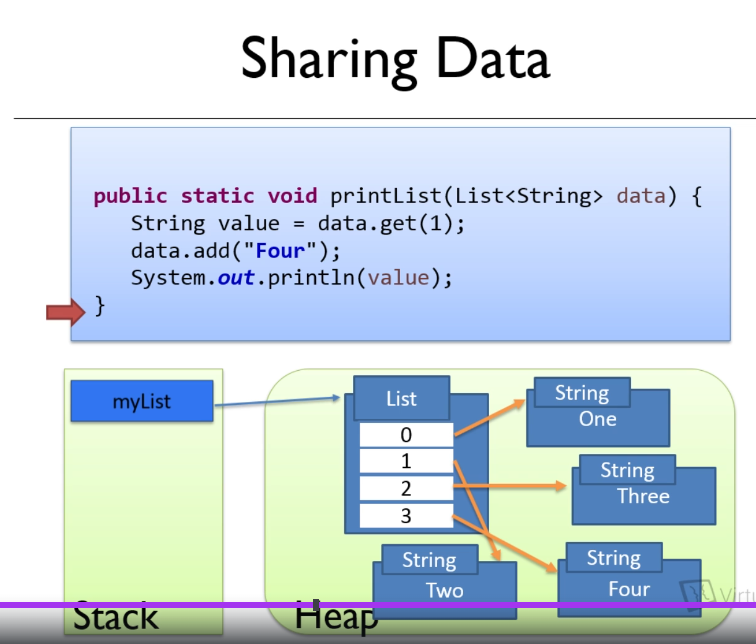 Sharing Data
public static void printList(List<String> data) {
String value = data.get(1);
data.add("Four");
System.out.println(value);
}
myList
List
0
1
2
3
String
One
String
Three
String
Two
String
Four
Stack
Heap